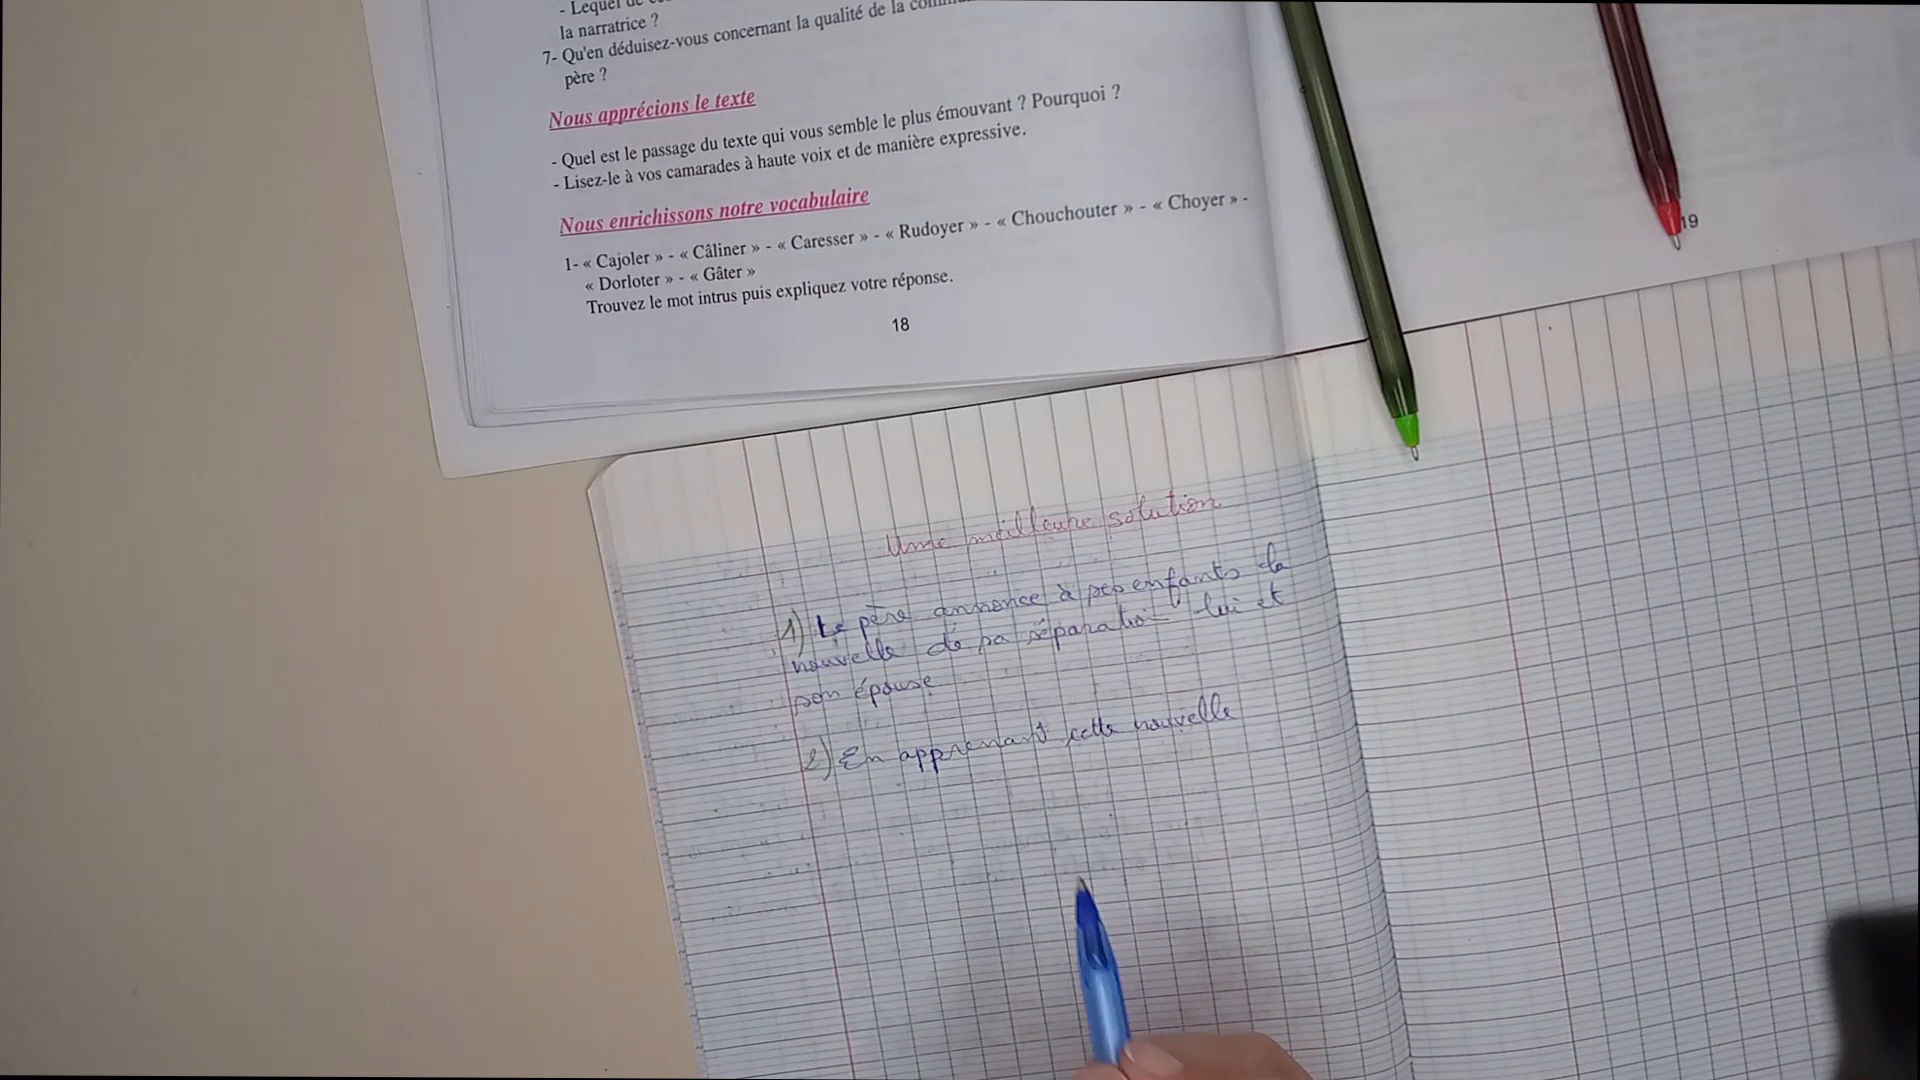 - Lequel de
la narratrice ?
7- Qu'en déduisez-vous concernant la qualité de la
père ?
Nous apprécions le texte
- Quel est le passage du texte qui vous semble le plus émouvant ? Pourquoi ?
- Lisez-le à vos camarades à haute voix et de manière expressive.
Nous enrichissons notre vocabulaire
1- « Cajoler » - « Câliner » - « Caresser » - « Rudoyer » - « Chouchouter » - « Choyer » -
« Dorloter » - « Gâter »
Trouvez le mot intrus puis expliquez votre réponse.
18
19
Une meilleure solution
1) Le père annonce à ses enfants la
nouvelle de sa séparation lui et
son épouse
2) En apprenant cette nouvelle